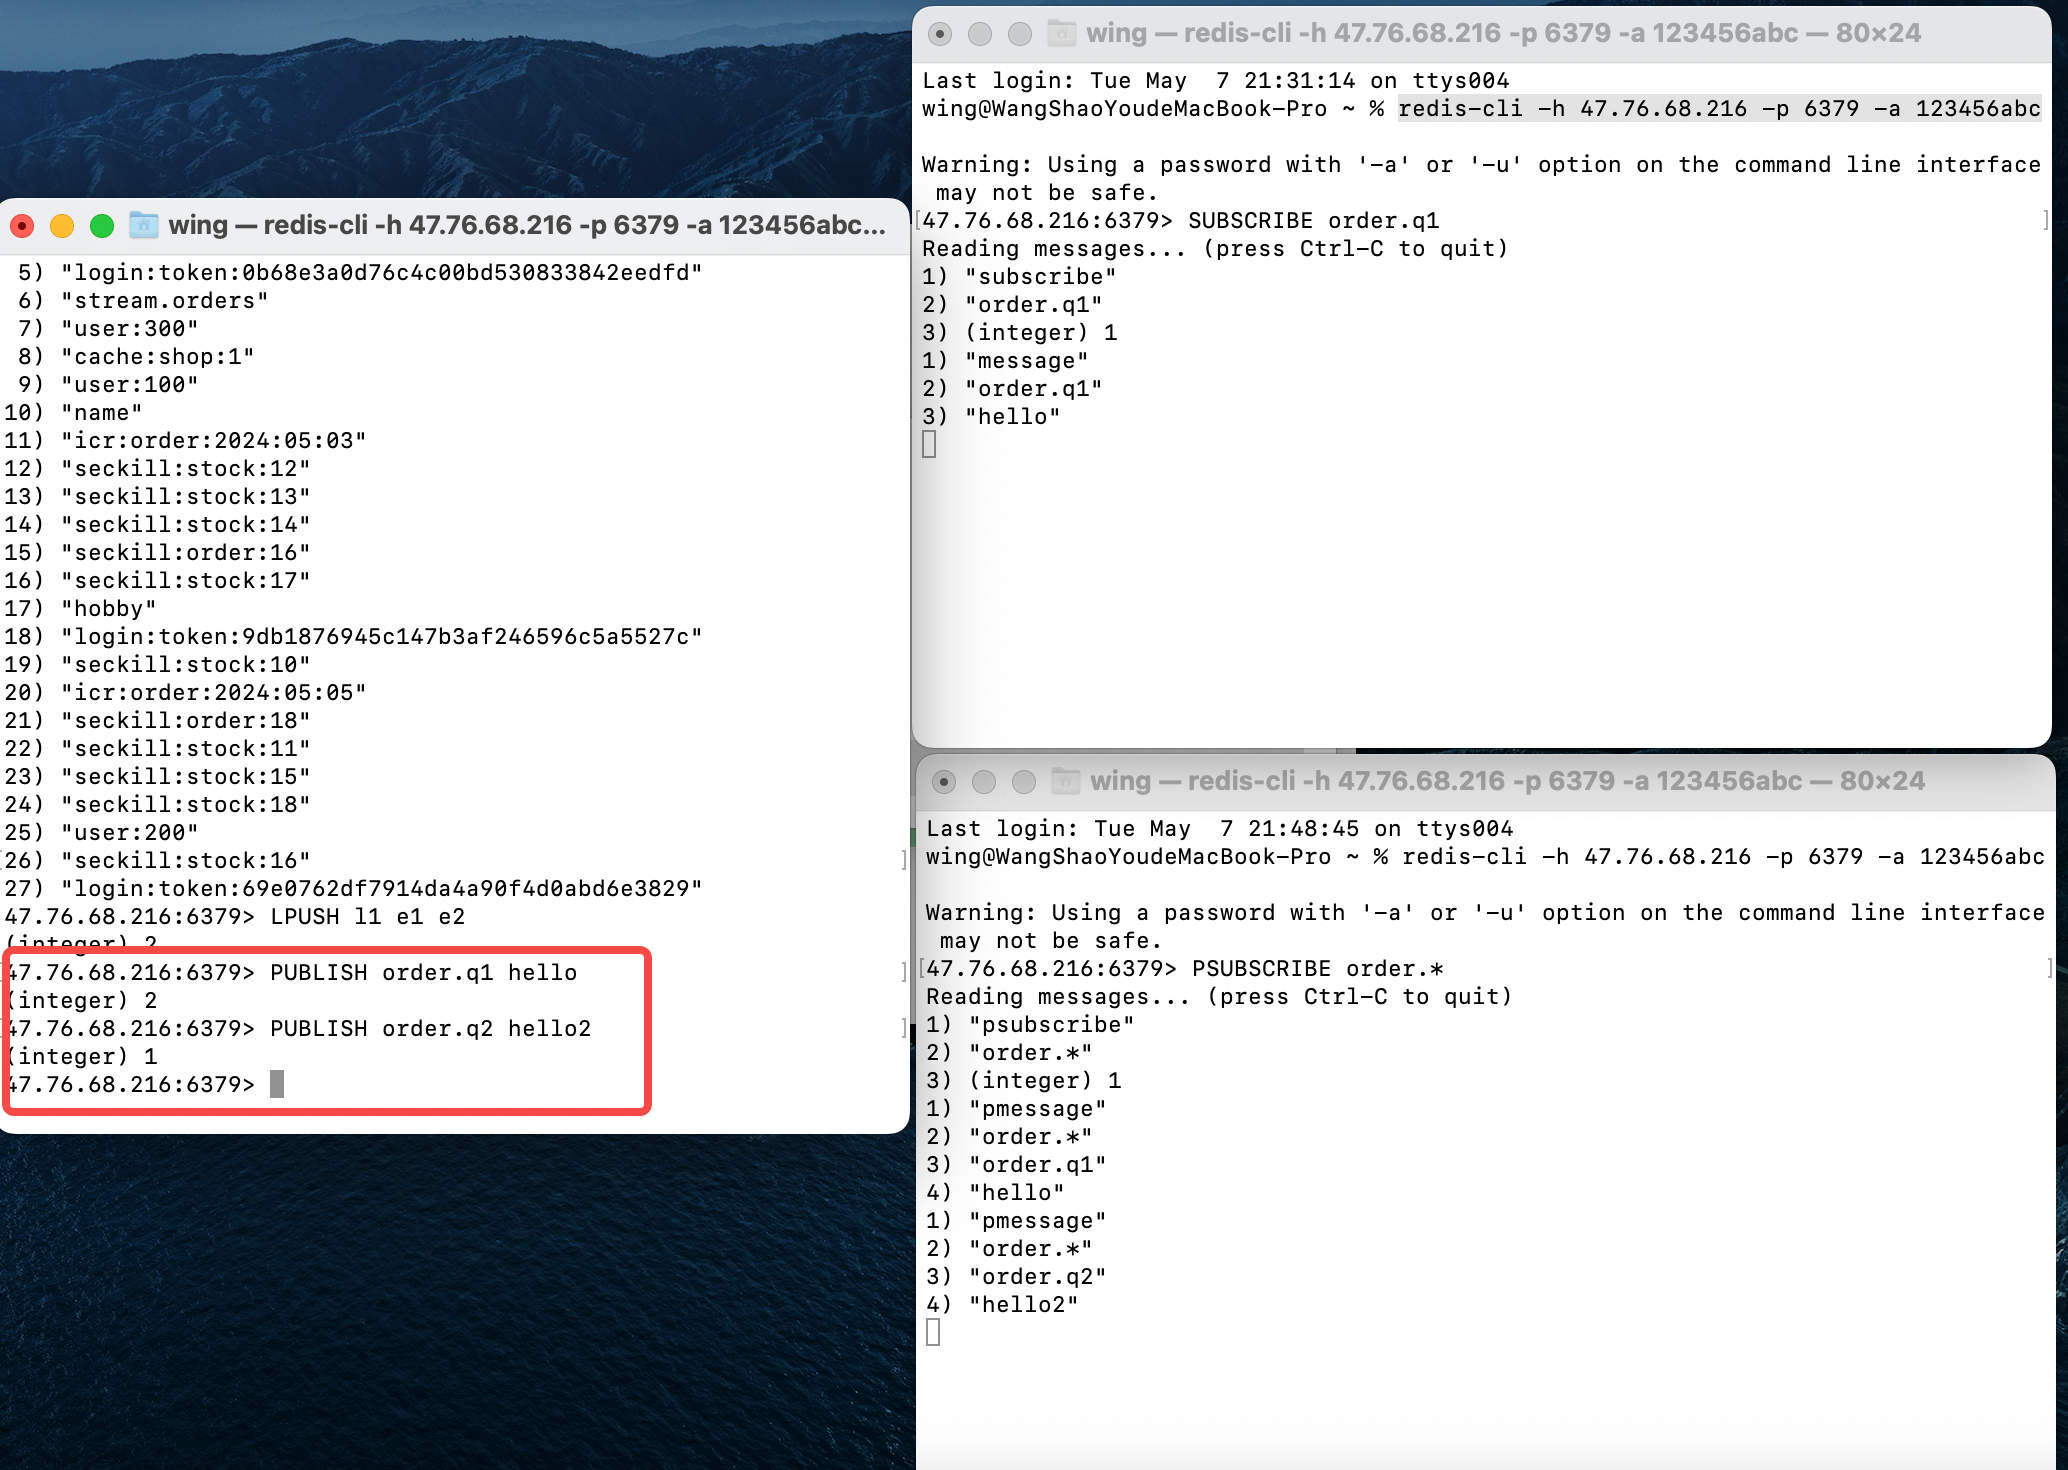 wing — redis-cli -h 47.76.68.216 -p 6379 -a 123456abc...
5) "login:token:0b68e3a0d76c4c00bd530833842eedfd"
6) "stream.orders"
7) "user:300"
8) "cache:shop:1"
9) "user:100"
10) "name"
11) "icr:order:2024:05:03"
12) "seckill:stock:12"
13) "seckill:stock:13"
14) "seckill:stock:14"
15) "seckill:order:16"
16) "seckill:stock:17"
17) "hobby"
18) "login:token:9db1876945c147b3af246596c5a5527c"
19) "seckill:stock:10"
20) "icr:order:2024:05:05"
21) "seckill:order:18"
22) "seckill:stock:11"
23) "seckill:stock:15"
24) "seckill:stock:18"
25) "user:200"
26) "seckill:stock:16"
27) "login:token:69e0762df7914da4a90f4d0abd6e3829"
47.76.68.216:6379> LPUSH l1 e1 e2
(integer) 2
47.76.68.216:6379> PUBLISH order.q1 hello
(integer) 2
47.76.68.216:6379> PUBLISH order.q2 hello2
(integer) 1
47.76.68.216:6379>
wing — redis-cli -h 47.76.68.216 -p 6379 -a 123456abc — 80×24
Last login: Tue May  7 21:31:14 on ttys004
wing@WangShaoYoudeMacBook-Pro ~ % redis-cli -h 47.76.68.216 -p 6379 -a 123456abc
Warning: Using a password with '-a' or '-u' option on the command line interface
may not be safe.
47.76.68.216:6379> SUBSCRIBE order.q1
Reading messages... (press Ctrl-C to quit)
1) "subscribe"
2) "order.q1"
3) (integer) 1
1) "message"
2) "order.q1"
3) "hello"
wing — redis-cli -h 47.76.68.216 -p 6379 -a 123456abc — 80×24
Last login: Tue May  7 21:48:45 on ttys004
wing@WangShaoYoudeMacBook-Pro ~ % redis-cli -h 47.76.68.216 -p 6379 -a 123456abc
Warning: Using a password with '-a' or '-u' option on the command line interface
may not be safe.
47.76.68.216:6379> PSUBSCRIBE order.*
Reading messages... (press Ctrl-C to quit)
1) "psubscribe"
2) "order.*"
3) (integer) 1
1) "pmessage"
2) "order.*"
3) "order.q1"
4) "hello"
1) "pmessage"
2) "order.*"
3) "order.q2"
4) "hello2"